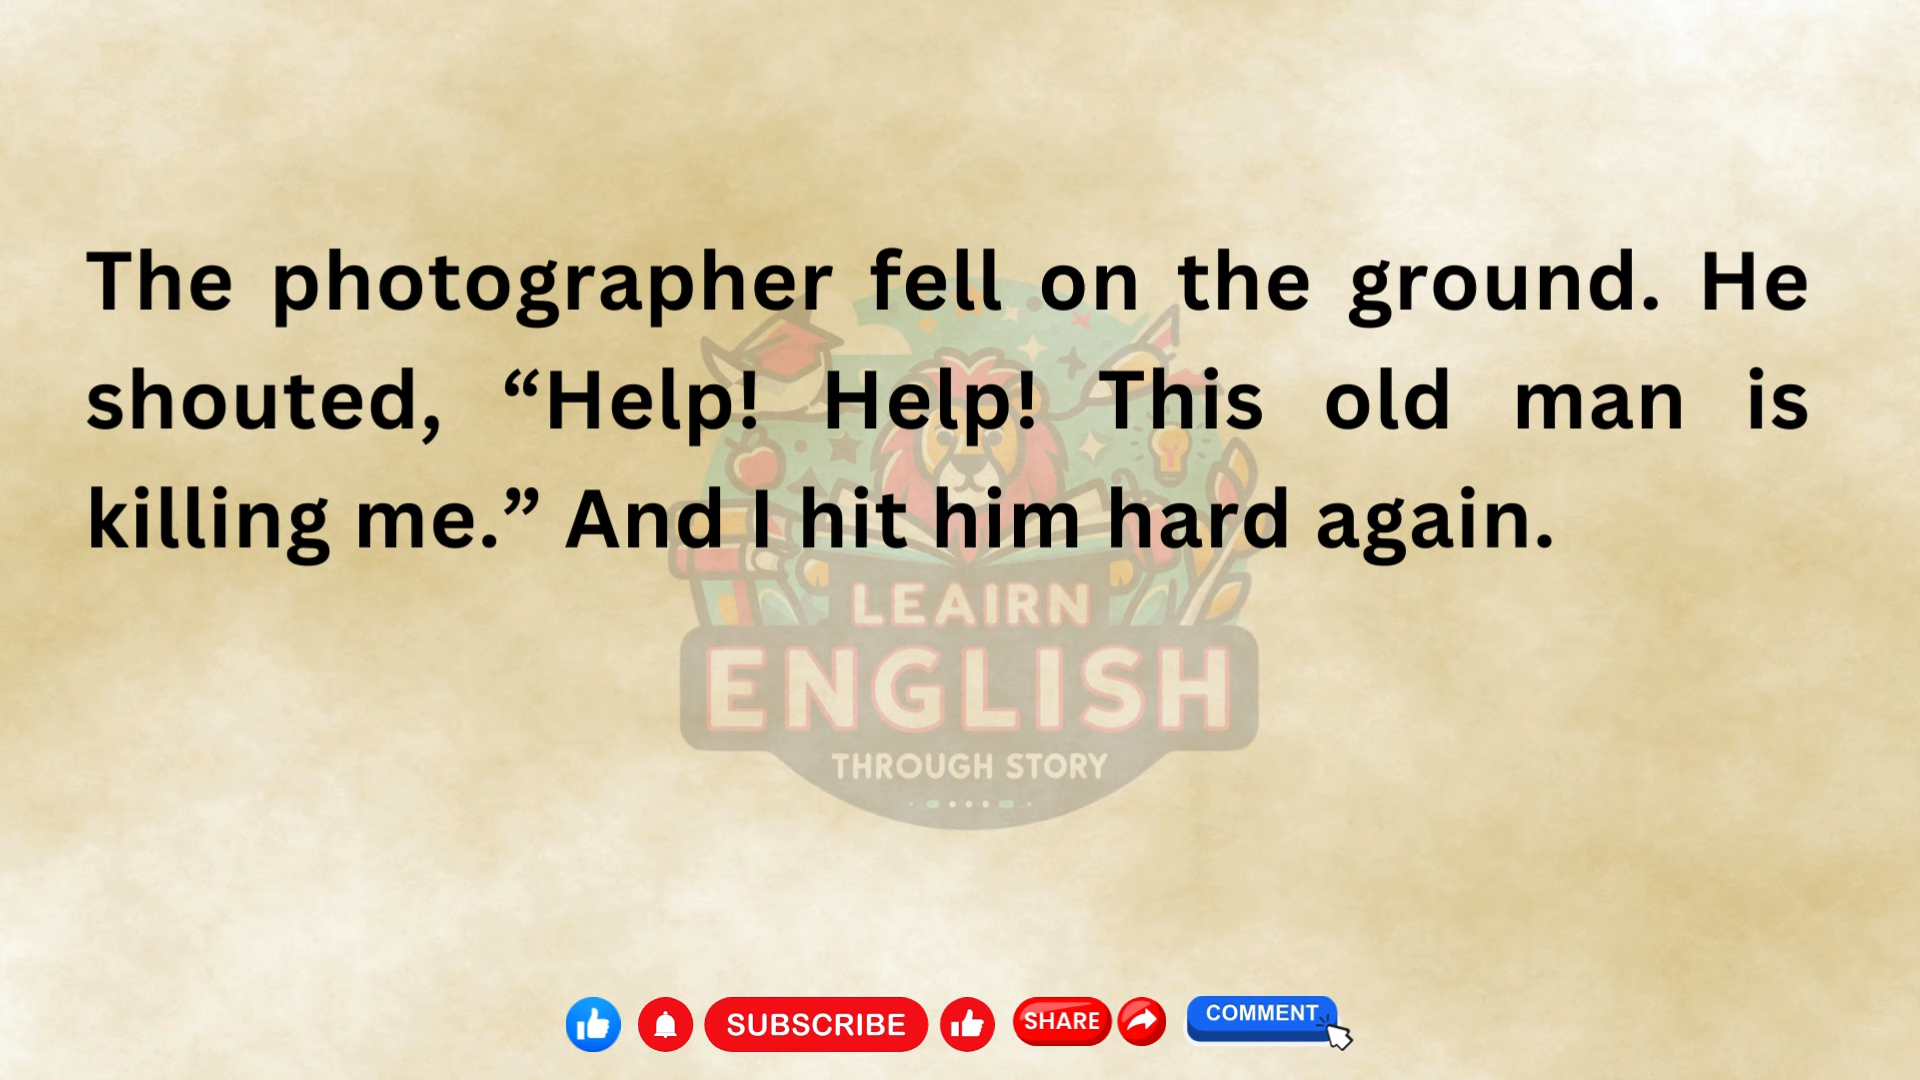 The photographer fell on the ground. He
shouted, “Help! Help! This old man is
killing me.” And I hit him hard again.
LEAIRN
ENGLISH
THROUGH STORY
SUBSCRIBE
SHARE
COMMENT